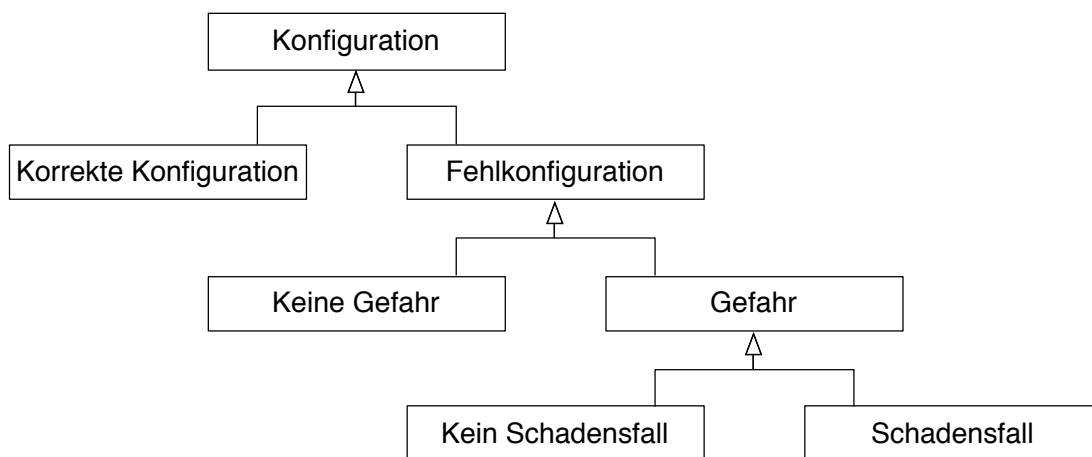 Konfiguration
Korrekte Konfiguration
Fehlkonfiguration
Keine Gefahr
Gefahr
Kein Schadensfall
Schadensfall